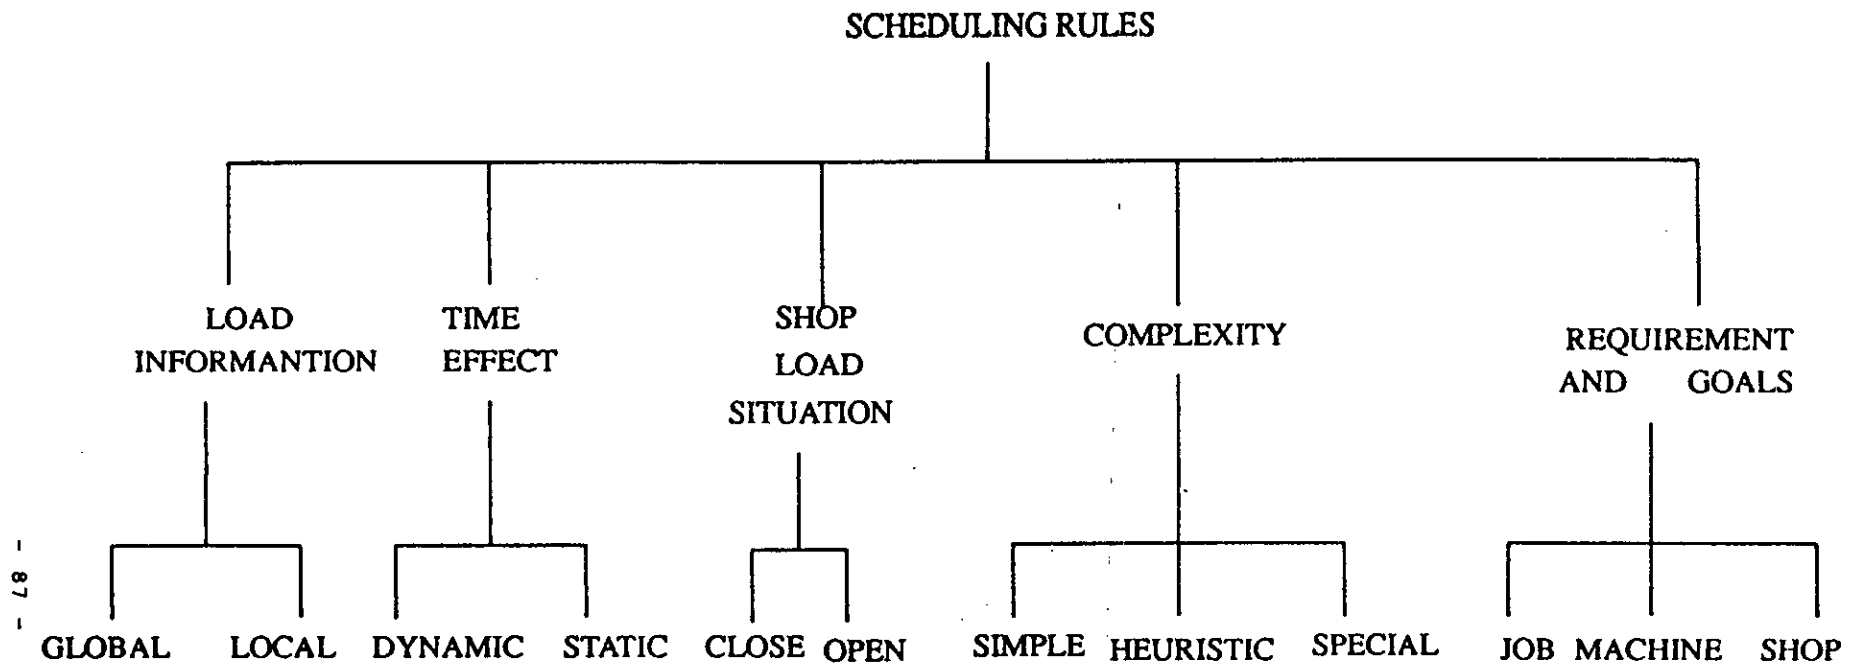 SCHEDULING RULES
LOAD
INFORMANTION
TIME
EFFECT
SHOP
LOAD
SITUATION
COMPLEXITY
REQUIREMENT
AND GOALS
GLOBAL LOCAL DYNAMIC STATIC CLOSE OPEN SIMPLE HEURISTIC SPECIAL JOB MACHINE SHOP
- 87 -